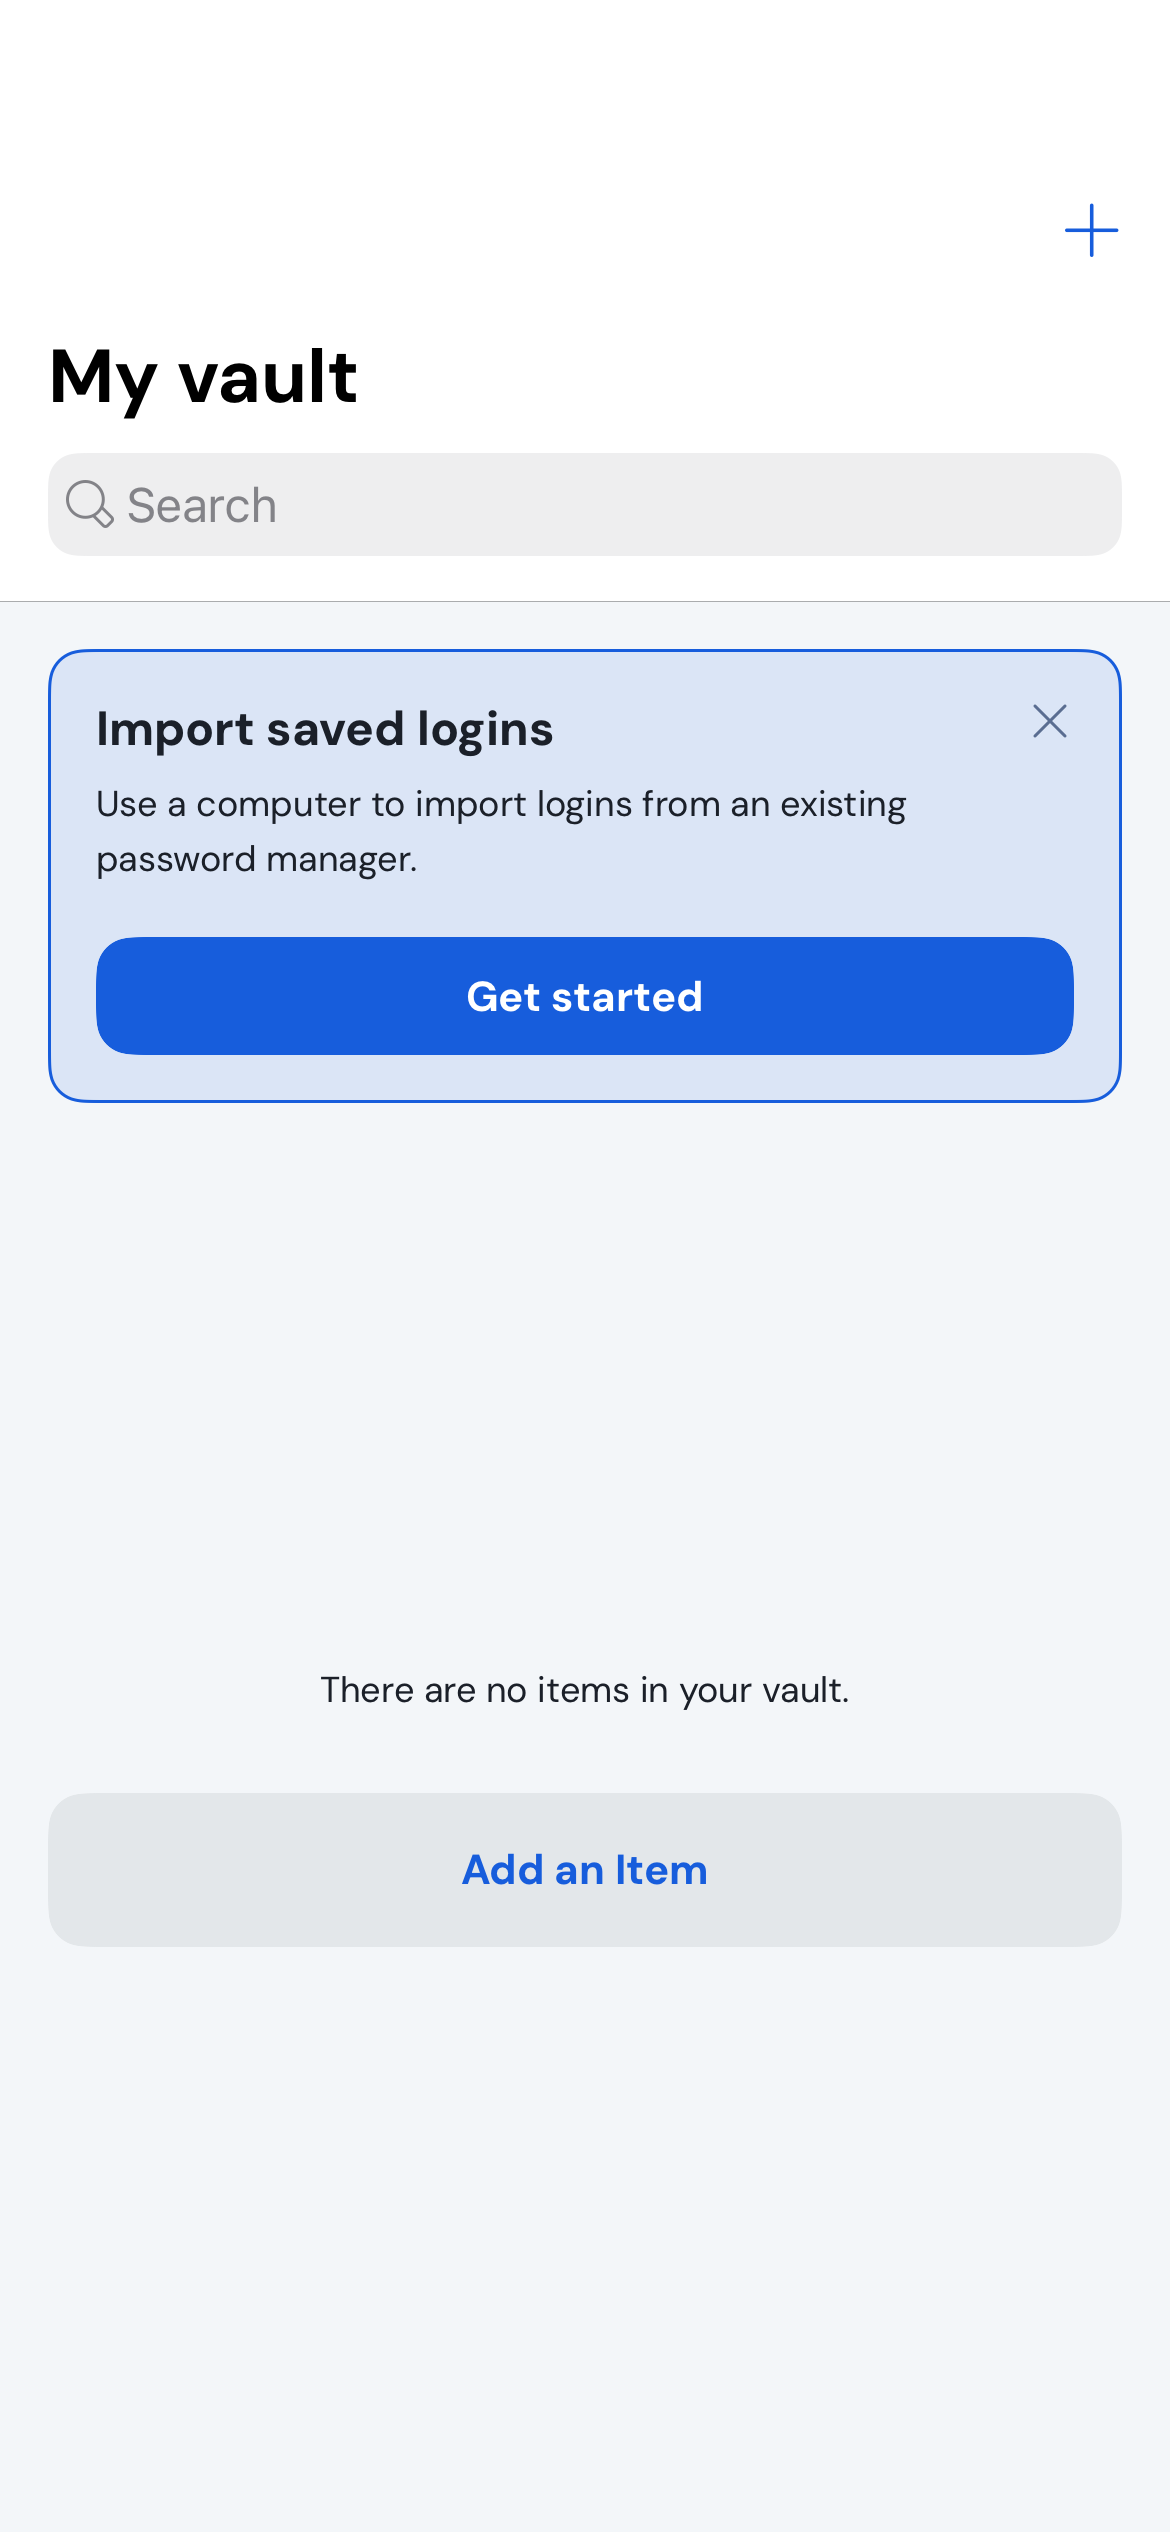 My vault
Search
Import saved logins
Use a computer to import logins from an existing
password manager.
Get started
There are no items in your vault.
Add an Item